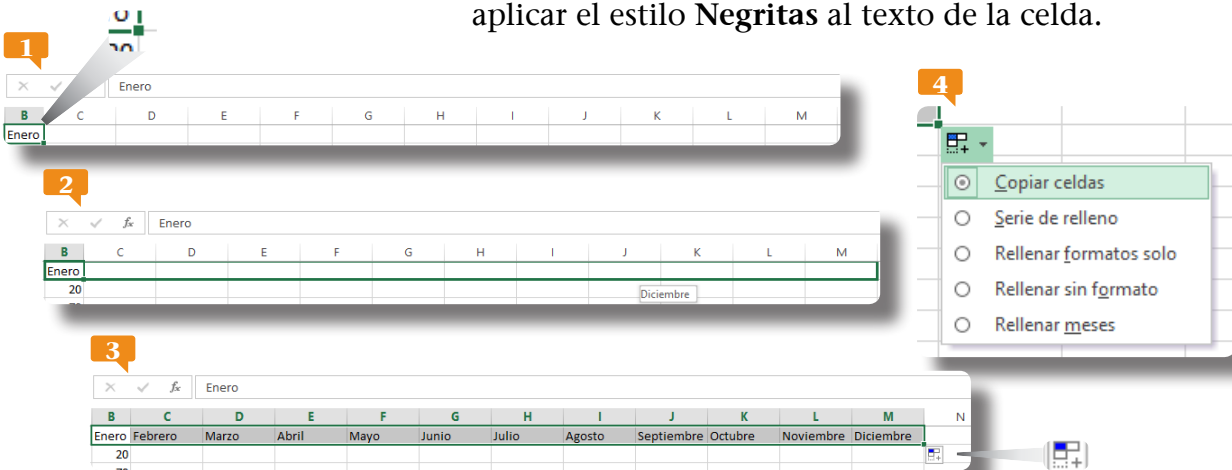 aplicar el estilo Negritas al texto de la celda.
1
Enero
B C D E F G H I J K L M
Enero
2
fx Enero
B C D E F G H I J K L M
Enero
20
Diciembre
3
fx Enero
B C D E F G H I J K L M N
Enero Febrero Marzo Abril Mayo Junio Julio Agosto Septiembre Octubre Noviembre Diciembre
20
4
Copiar celdas
Serie de relleno
Rellenar formatos solo
Rellenar sin formato
Rellenar meses